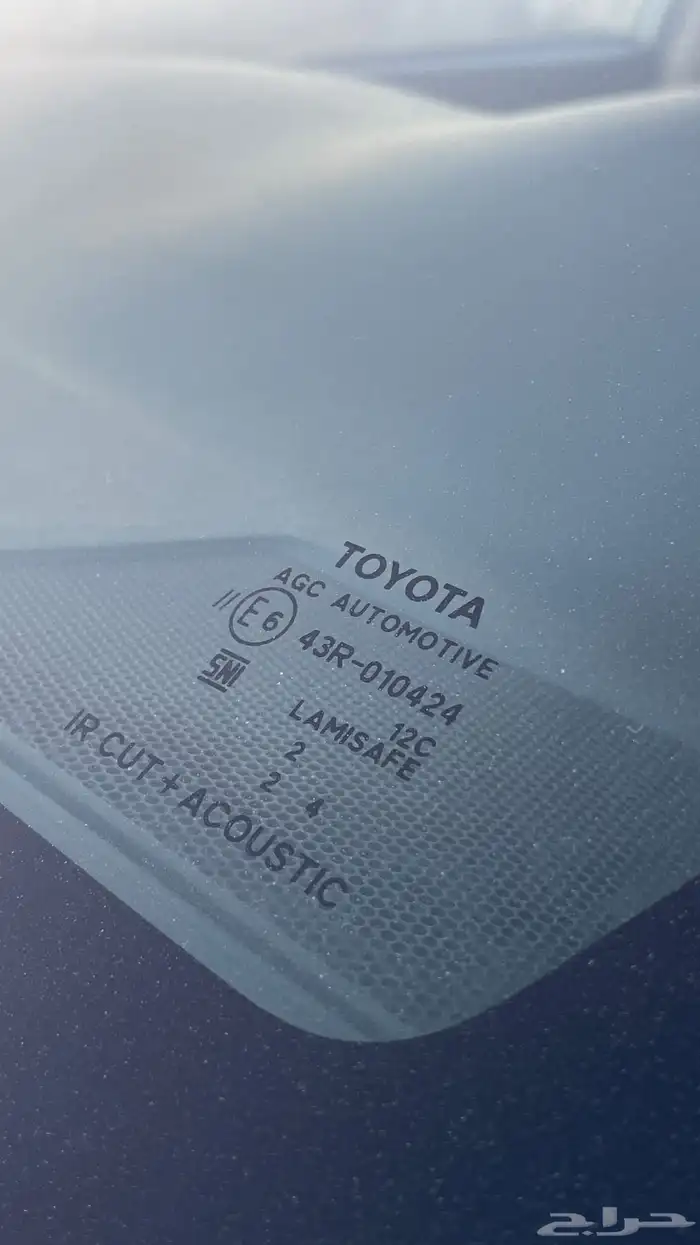 TOYOTA
AGC AUTOMOTIVE
// E6 43R-010424
SNI 12C
LAMISAFE
2
2 4
IR CUT + ACOUSTIC
حراج